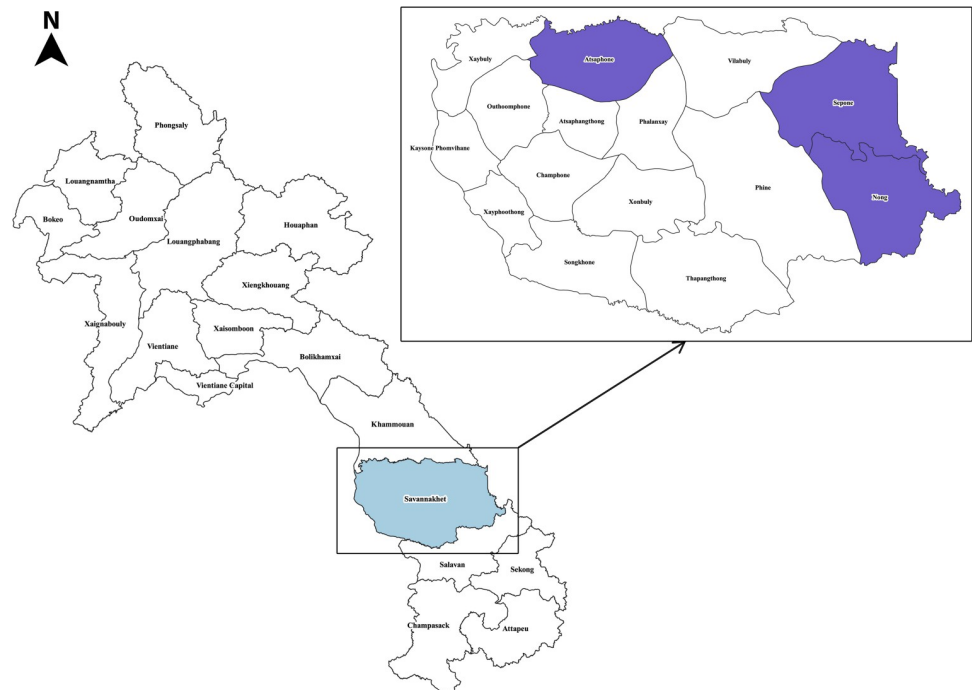 N
Phongsaly
Louangnamtha
Bokeo
Oudomxai
Louangphabang
Houaphan
Xiengkhouang
Xaignabouly
Vientiane
Xaisomboon
Bolikhamxai
Vientiane Capital
Khammouan
Savannakhet
Salavan
Sekong
Champasack
Attapeu
Xaybuly
Atsaphone
Vilabuly
Sepone
Outhoomphone
Atsaphangthong
Phalanxay
Kaysone Phomvihane
Champhone
Phine
Nong
Xayphoothong
Xonbuly
Songkhone
Thapangthong